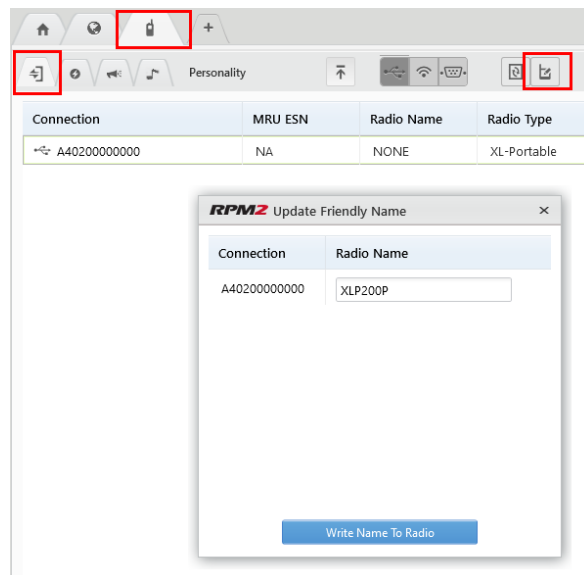 +
Personality
Connection MRU ESN Radio Name Radio Type
A40200000000 NA NONE XL-Portable
RPM2 Update Friendly Name ×
Connection Radio Name
A40200000000 XLP200P
Write Name To Radio